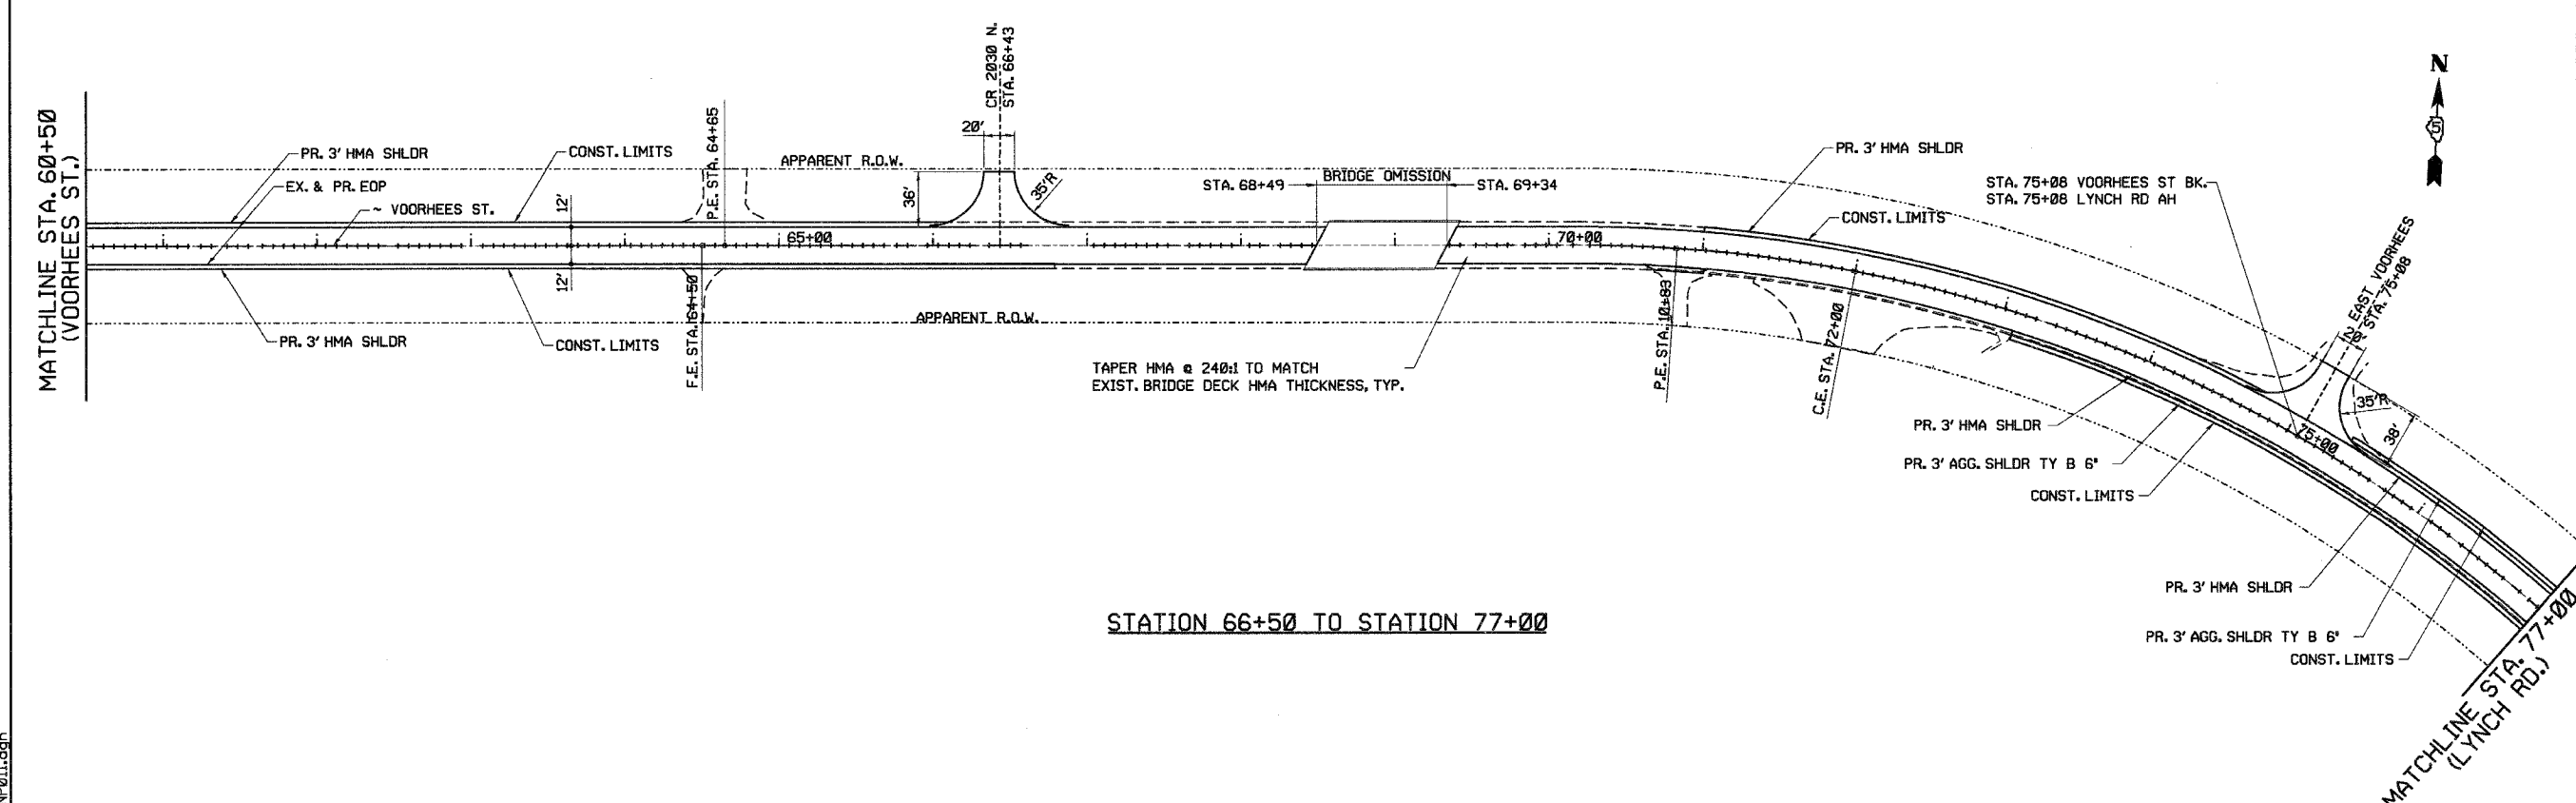 MATCHLINE STA. 60+50
(VOORHEES ST.)
PR. 3' HMA SHLDR
EX. & PR. EOP
~ VOORHEES ST.
CONST. LIMITS
12'
12'
PR. 3' HMA SHLDR
CONST. LIMITS
P.E. STA. 64+65
F.E. STA. 64+50
65+00
APPARENT R.O.W.
APPARENT R.O.W.
CR 2030 N.
STA. 66+43
20'
36'
35'R
STA. 68+49
BRIDGE OMISSION
STA. 69+34
70+00
TAPER HMA @ 240:1 TO MATCH
EXIST. BRIDGE DECK HMA THICKNESS, TYP.
P.E. STA. 10+83
C.E. STA. 72+00
PR. 3' HMA SHLDR
CONST. LIMITS
STA. 75+08 VOORHEES ST BK.
STA. 75+08 LYNCH RD AH
EAST VOORHEES
STA. 75+08
20'
35'R
38'
75+00
PR. 3' HMA SHLDR
PR. 3' AGG. SHLDR TY B 6"
CONST. LIMITS
PR. 3' HMA SHLDR
PR. 3' AGG. SHLDR TY B 6"
CONST. LIMITS
N
5
STATION 66+50 TO STATION 77+00
MATCHLINE STA. 77+00
(LYNCH RD.)